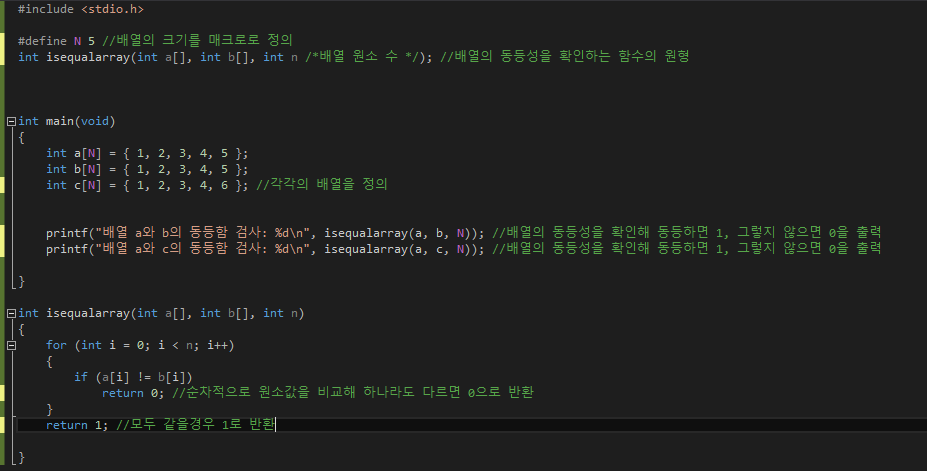 #include <stdio.h>
#define N 5 //배열의 크기를 매크로로 정의
int isequalarray(int a[], int b[], int n /*배열 원소 수 */); //배열의 동등성을 확인하는 함수의 원형
int main(void)
{
int a[N] = { 1, 2, 3, 4, 5 };
int b[N] = { 1, 2, 3, 4, 5 };
int c[N] = { 1, 2, 3, 4, 6 }; //각각의 배열을 정의
printf("배열 a와 b의 동등함 검사: %d\n", isequalarray(a, b, N)); //배열의 동등성을 확인해 동등하면 1, 그렇지 않으면 0을 출력
printf("배열 a와 c의 동등함 검사: %d\n", isequalarray(a, c, N)); //배열의 동등성을 확인해 동등하면 1, 그렇지 않으면 0을 출력
}
int isequalarray(int a[], int b[], int n)
{
for (int i = 0; i < n; i++)
{
if (a[i] != b[i])
return 0; //순차적으로 원소값을 비교해 하나라도 다르면 0으로 반환
}
return 1; //모두 같을경우 1로 반환
}